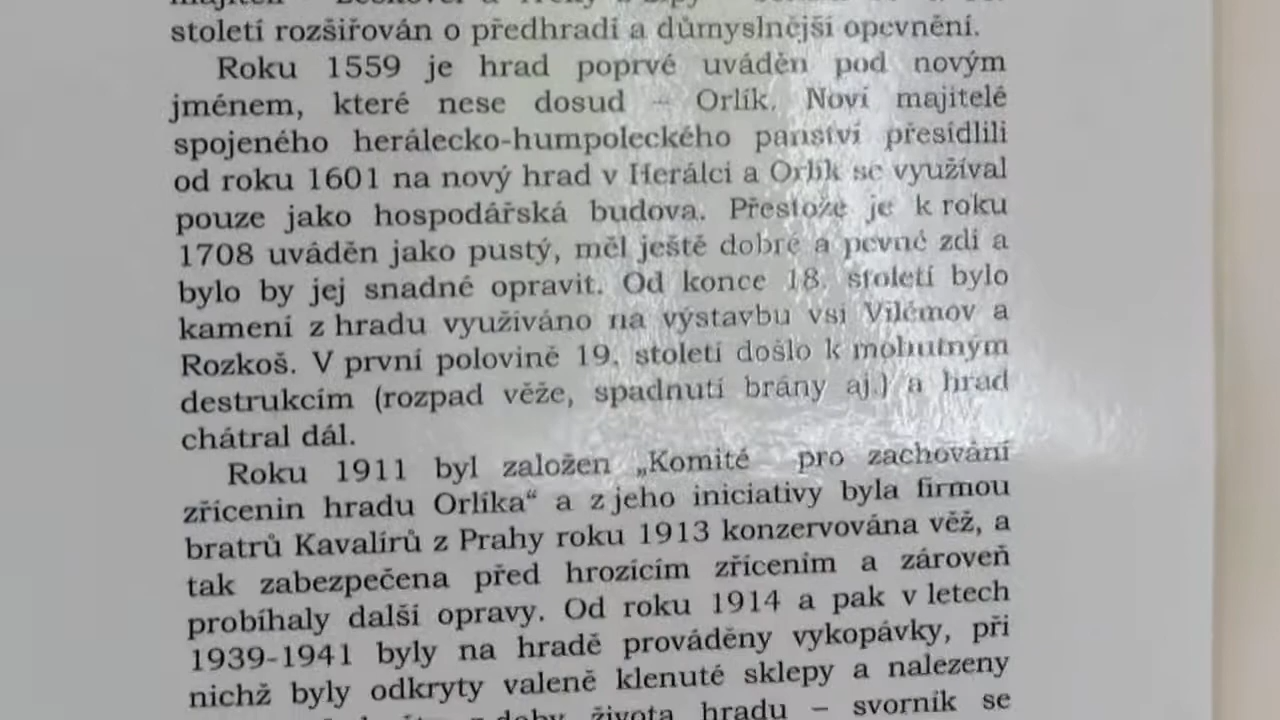 století rozšiřován o předhradí a důmyslnější opevnění.
Roku 1559 je hrad poprvé uváděn pod novým
jménem, které nese dosud – Orlík. Noví majitelé
spojeného herálecko-humpoleckého panství přesídlili
od roku 1601 na nový hrad v Herálci a Orlík se využíval
pouze jako hospodářská budova. Přestože je k roku
1708 uváděn jako pustý, měl ještě dobré a pevné zdi a
bylo by jej snadné opravit. Od konce 18. století bylo
kamení z hradu využíváno na výstavbu vsí Vilémov a
Rozkoš. V první polovině 19. století došlo k mohutným
destrukcím (rozpad věže, spadnutí brány aj.) a hrad
chátral dál.
Roku 1911 byl založen „Komité pro zachování
zřícenin hradu Orlíka“ a z jeho iniciativy byla firmou
bratrů Kavalírů z Prahy roku 1913 konzervována věž, a
tak zabezpečena před hrozícím zřícením a zároveň
probíhaly další opravy. Od roku 1914 a pak v letech
1939-1941 byly na hradě prováděny vykopávky, při
nichž byly odkryty valeně klenuté sklepy a nalezeny
z doby života hradu – svorník se